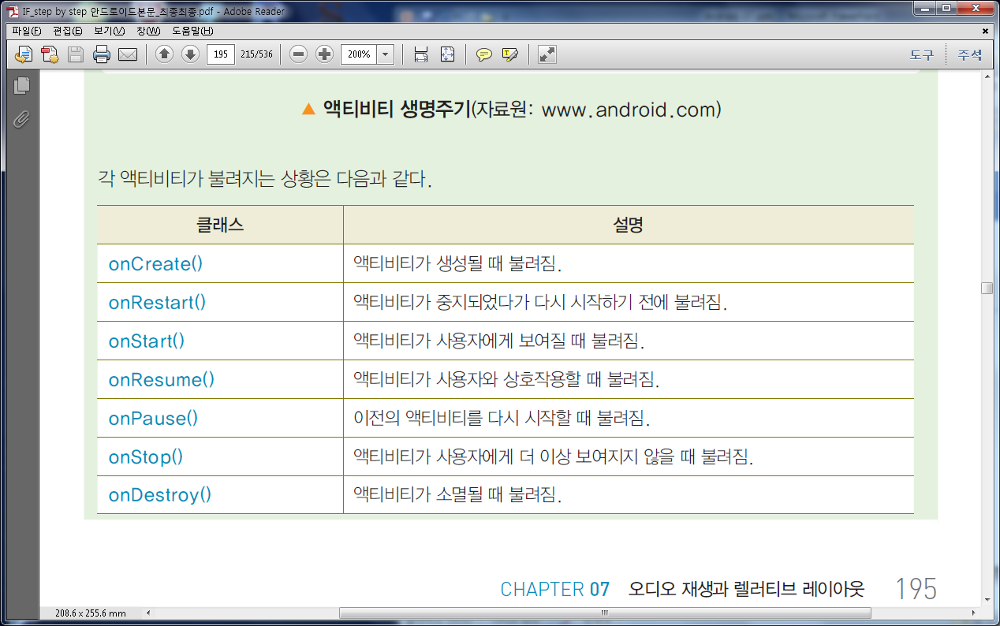 IF_step by step 안드로이드본문_최종최종.pdf - Adobe Reader
파일(F) 편집(E) 보기(V) 창(W) 도움말(H)
195 215/536 200% 도구 주석
▲ 액티비티 생명주기(자료원: www.android.com)
각 액티비티가 불려지는 상황은 다음과 같다.
클래스 설명
onCreate() 액티비티가 생성될 때 불려짐.
onRestart() 액티비티가 중지되었다가 다시 시작하기 전에 불려짐.
onStart() 액티비티가 사용자에게 보여질 때 불려짐.
onResume() 액티비티가 사용자와 상호작용할 때 불려짐.
onPause() 이전의 액티비티를 다시 시작할 때 불려짐.
onStop() 액티비티가 사용자에게 더 이상 보여지지 않을 때 불려짐.
onDestroy() 액티비티가 소멸될 때 불려짐.
CHAPTER 07 오디오 재생과 렐러티브 레이아웃 195
208.6 x 255.6 mm